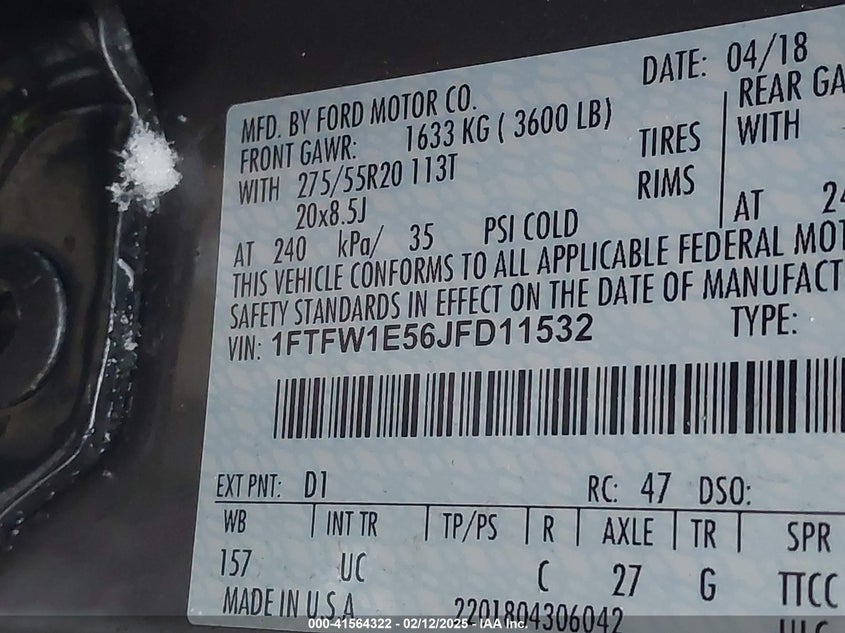 DATE: 04/18
MFD. BY FORD MOTOR CO.
FRONT GAWR: 1633 KG ( 3600 LB) REAR GA
WITH 275/55R20 113T TIRES WITH
20x8.5J RIMS
AT 240 kPa/ 35 PSI COLD AT 24
THIS VEHICLE CONFORMS TO ALL APPLICABLE FEDERAL MOT
SAFETY STANDARDS IN EFFECT ON THE DATE OF MANUFACT
VIN: 1FTFW1E56JFD11532 TYPE:
EXT PNT: D1 RC: 47 DSO:
WB INT TR TP/PS R AXLE TR SPR
157 UC C 27 G TTCC
MADE IN U.S.A 2201804306042
000-41564322 - 02/12/2025 - IAA Inc.